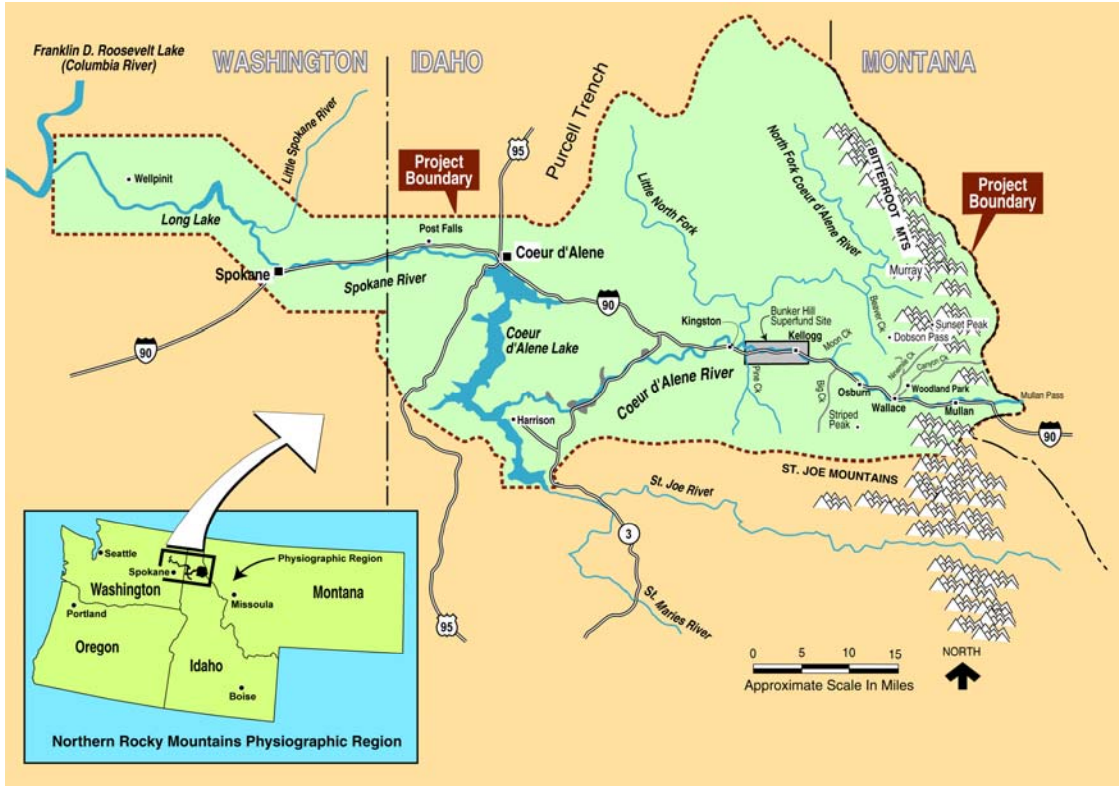 Franklin D. Roosevelt Lake
(Columbia River)
WASHINGTON
IDAHO
MONTANA
Little Spokane River
Project
Boundary
95
Purcell Trench
North Fork Coeur d'Alene River
BITTERROOT MTS
Project
Boundary
Wellpinit
Long Lake
Post Falls
Little North Fork
Spokane
Spokane River
Coeur d'Alene
Murray
90
Coeur
d'Alene Lake
90
Kingston
Bunker Hill
Superfund Site
Kellogg
Moon Ck
Beaver Ck
Sunset Peak
Dobson Pass
Ninemile Ck
Canyon Ck
Coeur d'Alene River
Pine Ck
Big Ck
Osburn
Woodland Park
Wallace
Mullan
Mullan Pass
Harrison
Striped
Peak
90
ST. JOE MOUNTAINS
St. Joe River
3
St. Maries River
95
Seattle
Spokane
Washington
Physiographic Region
Missoula
Montana
Portland
Oregon
Idaho
Boise
Northern Rocky Mountains Physiographic Region
0 5 10 15
Approximate Scale In Miles
NORTH